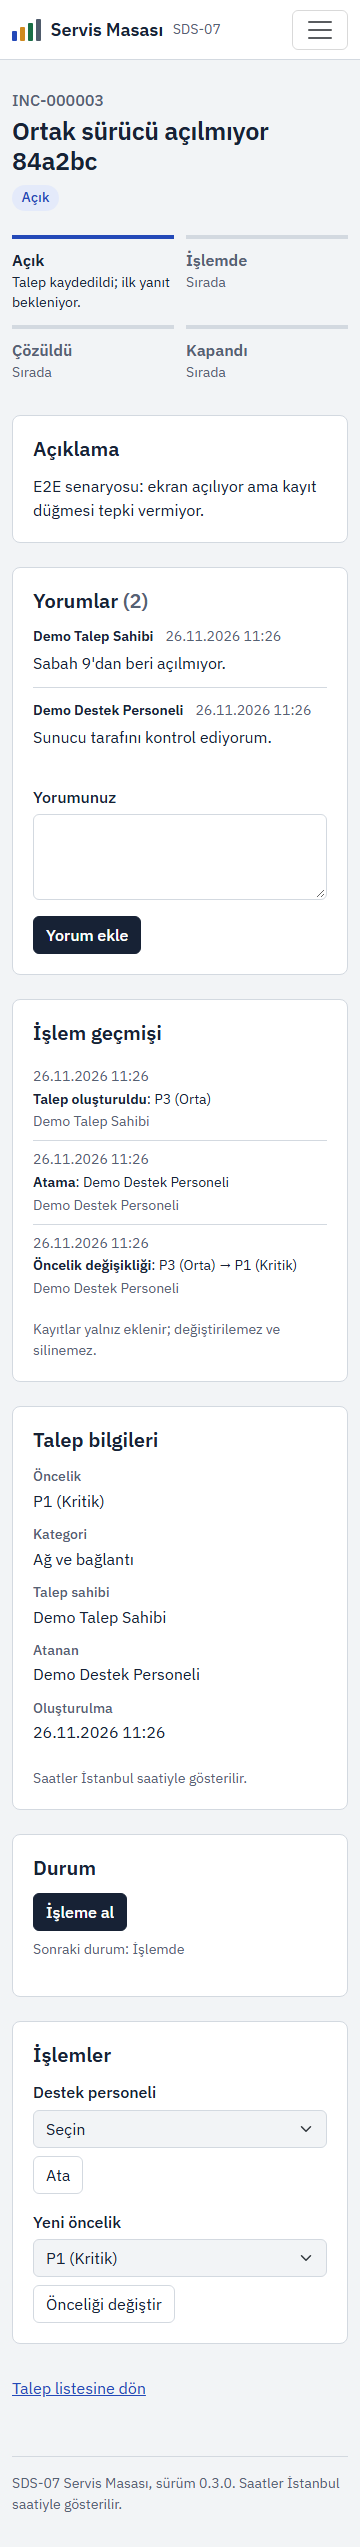 Servis Masası SDS-07
INC-000003
Ortak sürücü açılmıyor
84a2bc
Açık
Açık
Talep kaydedildi; ilk yanıt
bekleniyor.
İşlemde
Sırada
Çözüldü
Sırada
Kapandı
Sırada
Açıklama
E2E senaryosu: ekran açılıyor ama kayıt
düğmesi tepki vermiyor.
Yorumlar (2)
Demo Talep Sahibi 26.11.2026 11:26
Sabah 9'dan beri açılmıyor.
Demo Destek Personeli 26.11.2026 11:26
Sunucu tarafını kontrol ediyorum.
Yorumunuz
Yorum ekle
İşlem geçmişi
26.11.2026 11:26
Talep oluşturuldu: P3 (Orta)
Demo Talep Sahibi
26.11.2026 11:26
Atama: Demo Destek Personeli
Demo Destek Personeli
26.11.2026 11:26
Öncelik değişikliği: P3 (Orta) → P1 (Kritik)
Demo Destek Personeli
Kayıtlar yalnız eklenir; değiştirilemez ve
silinemez.
Talep bilgileri
Öncelik
P1 (Kritik)
Kategori
Ağ ve bağlantı
Talep sahibi
Demo Talep Sahibi
Atanan
Demo Destek Personeli
Oluşturulma
26.11.2026 11:26
Saatler İstanbul saatiyle gösterilir.
Durum
İşleme al
Sonraki durum: İşlemde
İşlemler
Destek personeli
Seçin
Ata
Yeni öncelik
P1 (Kritik)
Önceliği değiştir
Talep listesine dön
SDS-07 Servis Masası, sürüm 0.3.0. Saatler İstanbul
saatiyle gösterilir.